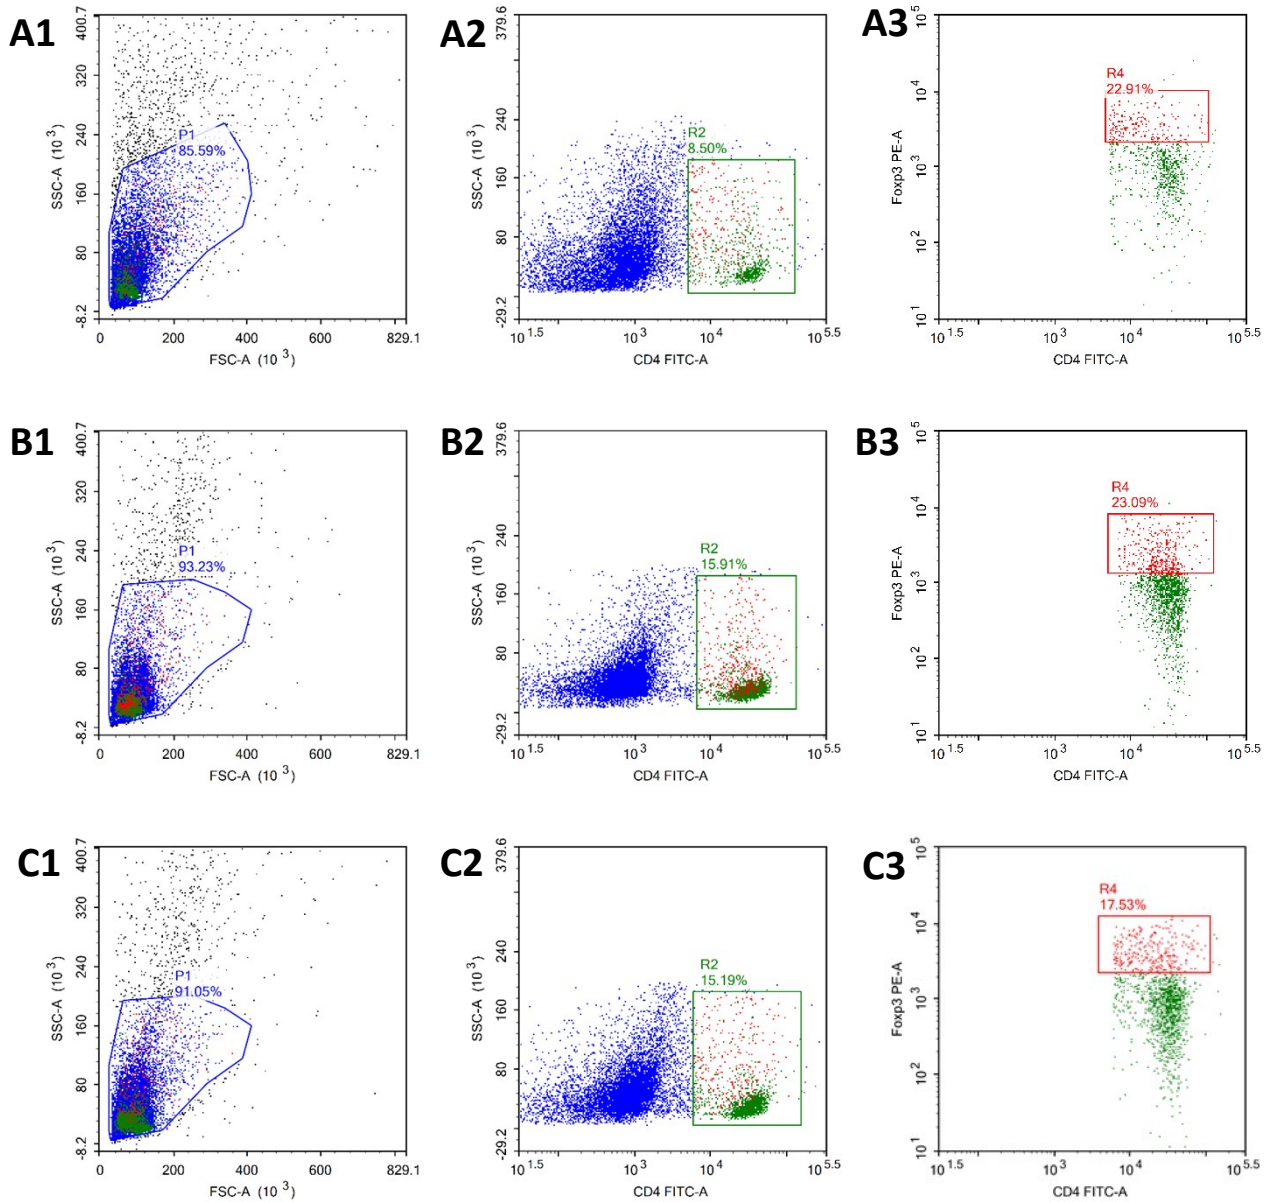 A1
400.7
320
240
160
80
-8.2
SSC-A (10 3)
P1
85.59%
0 200 400 600 829.1
FSC-A (10 3)
A2
379.6
240
160
80
-29.2
SSC-A (10 3)
R2
8.50%
10 1.5 10 3 10 4 10 5.5
CD4 FITC-A
A3
10 5
10 4
10 3
10 2
10 1
Foxp3 PE-A
R4
22.91%
10 1.5 10 3 10 4 10 5.5
CD4 FITC-A
B1
400.7
320
240
160
80
-8.2
SSC-A (10 3)
P1
93.23%
0 200 400 600 829.1
FSC-A (10 3)
B2
379.6
240
160
80
-29.2
SSC-A (10 3)
R2
15.91%
10 1.5 10 3 10 4 10 5.5
CD4 FITC-A
B3
10 5
10 4
10 3
10 2
10 1
Foxp3 PE-A
R4
23.09%
10 1.5 10 3 10 4 10 5.5
CD4 FITC-A
C1
400.7
320
240
160
80
-8.2
SSC-A (10 3)
P1
91.05%
0 200 400 600 829.1
FSC-A (10 3)
C2
379.6
240
160
80
-29.2
SSC-A (10 3)
R2
15.19%
10 1.5 10 3 10 4 10 5.5
CD4 FITC-A
C3
10 5
10 4
10 3
10 2
10 1
Foxp3 PE-A
R4
17.53%
10 1.5 10 3 10 4 10 5.5
CD4 FITC-A